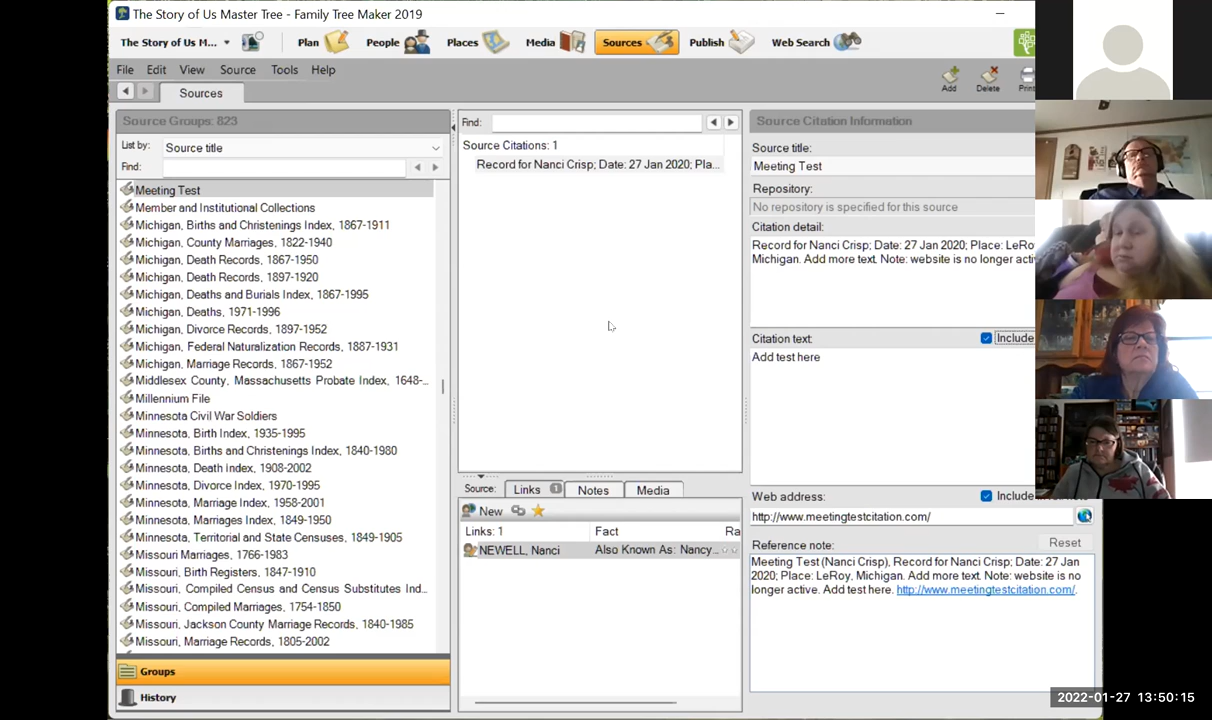 The Story of Us Master Tree - Family Tree Maker 2019
The Story of Us M... Plan People Places Media Sources Publish Web Search
File Edit View Source Tools Help
Add Delete
Sources
Source Groups: 823
List by: Source title
Find:
Meeting Test
Member and Institutional Collections
Michigan, Births and Christenings Index, 1867-1911
Michigan, County Marriages, 1822-1940
Michigan, Death Records, 1867-1950
Michigan, Death Records, 1897-1920
Michigan, Deaths and Burials Index, 1867-1995
Michigan, Deaths, 1971-1996
Michigan, Divorce Records, 1897-1952
Michigan, Federal Naturalization Records, 1887-1931
Michigan, Marriage Records, 1867-1952
Middlesex County, Massachusetts Probate Index, 1648-...
Millennium File
Minnesota Civil War Soldiers
Minnesota, Birth Index, 1935-1995
Minnesota, Births and Christenings Index, 1840-1980
Minnesota, Death Index, 1908-2002
Minnesota, Divorce Index, 1970-1995
Minnesota, Marriage Index, 1958-2001
Minnesota, Marriages Index, 1849-1950
Minnesota, Territorial and State Censuses, 1849-1905
Missouri Marriages, 1766-1983
Missouri, Birth Registers, 1847-1910
Missouri, Compiled Census and Census Substitutes Ind...
Missouri, Compiled Marriages, 1754-1850
Missouri, Jackson County Marriage Records, 1840-1985
Missouri, Marriage Records, 1805-2002
Groups
History
Find:
Source Citations: 1
Record for Nanci Crisp; Date: 27 Jan 2020; Pla...
Source: Links 1 Notes Media
New
Links: 1 Fact Ra
NEWELL, Nanci Also Known As: Nancy...
Source Citation Information
Source title:
Meeting Test
Repository:
No repository is specified for this source
Citation detail:
Record for Nanci Crisp; Date: 27 Jan 2020; Place: LeRoy
Michigan. Add more text. Note: website is no longer activ
Citation text: Include
Add test here
Web address: Include
http://www.meetingtestcitation.com/
Reference note: Reset
Meeting Test (Nanci Crisp), Record for Nanci Crisp; Date: 27 Jan
2020; Place: LeRoy, Michigan. Add more text. Note: website is no
longer active. Add test here. http://www.meetingtestcitation.com/.
2022-01-27 13:50:15